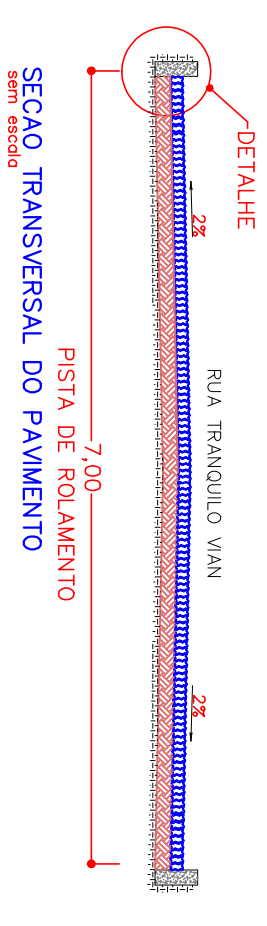 DETALHE
2%
RUA TRANQUILO VIAN
2%
7,00
PISTA DE ROLAMENTO
SECAO TRANSVERSAL DO PAVIMENTO
sem escala